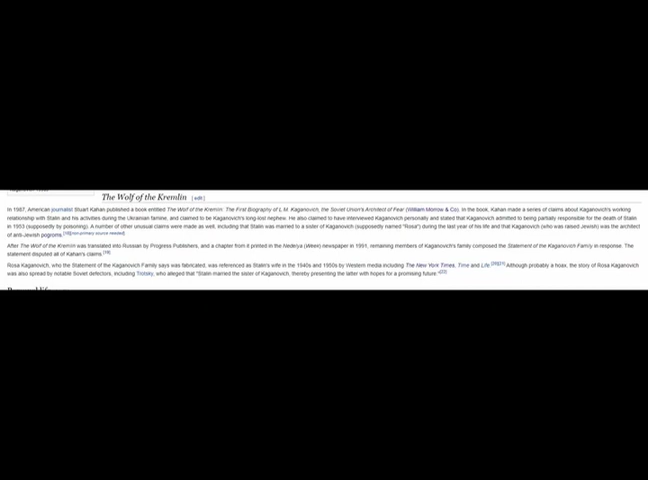 The Wolf of the Kremlin [ edit ]
In 1987, American journalist Stuart Kahan published a book entitled The Wolf of the Kremlin: The First Biography of L.M. Kaganovich, the Soviet Union's Architect of Fear (William Morrow & Co). In the book, Kahan made a series of claims about Kaganovich's working
relationship with Stalin and his activities during the Ukrainian famine, and claimed to be Kaganovich's long-lost nephew. He also claimed to have interviewed Kaganovich personally and stated that Kaganovich admitted to being partially responsible for the death of Stalin
in 1953 (supposedly by poisoning). A number of other unusual claims were made as well, including that Stalin was married to a sister of Kaganovich (supposedly named "Rosa") during the last year of his life and that Kaganovich (who was raised Jewish) was the architect
of anti-Jewish pogroms.[non-primary source needed]
After The Wolf of the Kremlin was translated into Russian by Progress Publishers, and a chapter from it printed in the Nedelya (Week) newspaper in 1991, remaining members of Kaganovich's family composed the Statement of the Kaganovich Family in response. The
statement disputed all of Kahan's claims.
Rosa Kaganovich, who the Statement of the Kaganovich Family says was fabricated, was referenced as Stalin's wife in the 1940s and 1950s by Western media including The New York Times, Time and Life.[20][21] Although probably a hoax, the story of Rosa Kaganovich
was also spread by notable Soviet defectors, including Trotsky, who alleged that "Stalin married the sister of Kaganovich, thereby presenting the latter with hopes for a promising future."[22]